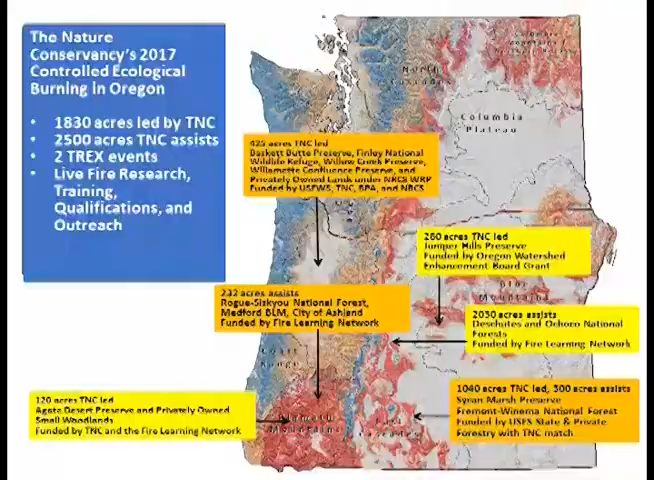 The Nature
Conservancy's 2017
Controlled Ecological
Burning in Oregon
• 1830 acres led by TNC
• 2500 acres TNC assists
• 2 TREX events
• Live Fire Research,
Training,
Qualifications, and
Outreach
North
Cascades
Columbia
Plateau
425 acres TNC led
Baskett Butte Preserve, Finley National
Wildlife Refuge, Willow Creek Preserve,
Willamette Confluence Preserve, and
Privately Owned Lands under NRCS WRP
Funded by USFWS, TNC, BPA, and NRCS
260 acres TNC led
Juniper Hills Preserve
Funded by Oregon Watershed
Enhancement Board Grant
Blue
Mountains
232 acres assists
Rogue-Siskyou National Forest,
Medford BLM, City of Ashland
Funded by Fire Learning Network
2030 acres assists
Deschutes and Ochoco National
Forests
Funded by Fire Learning Network
Coast
Range
120 acres TNC led
Agate Desert Preserve and Privately Owned
Small Woodlands
Funded by TNC and the Fire Learning Network
Klamath
Mountains
East
Cascades
1040 acres TNC led, 300 acres assists
Sycan Marsh Preserve
Fremont-Winema National Forest
Funded by USFS State & Private
Forestry with TNC match